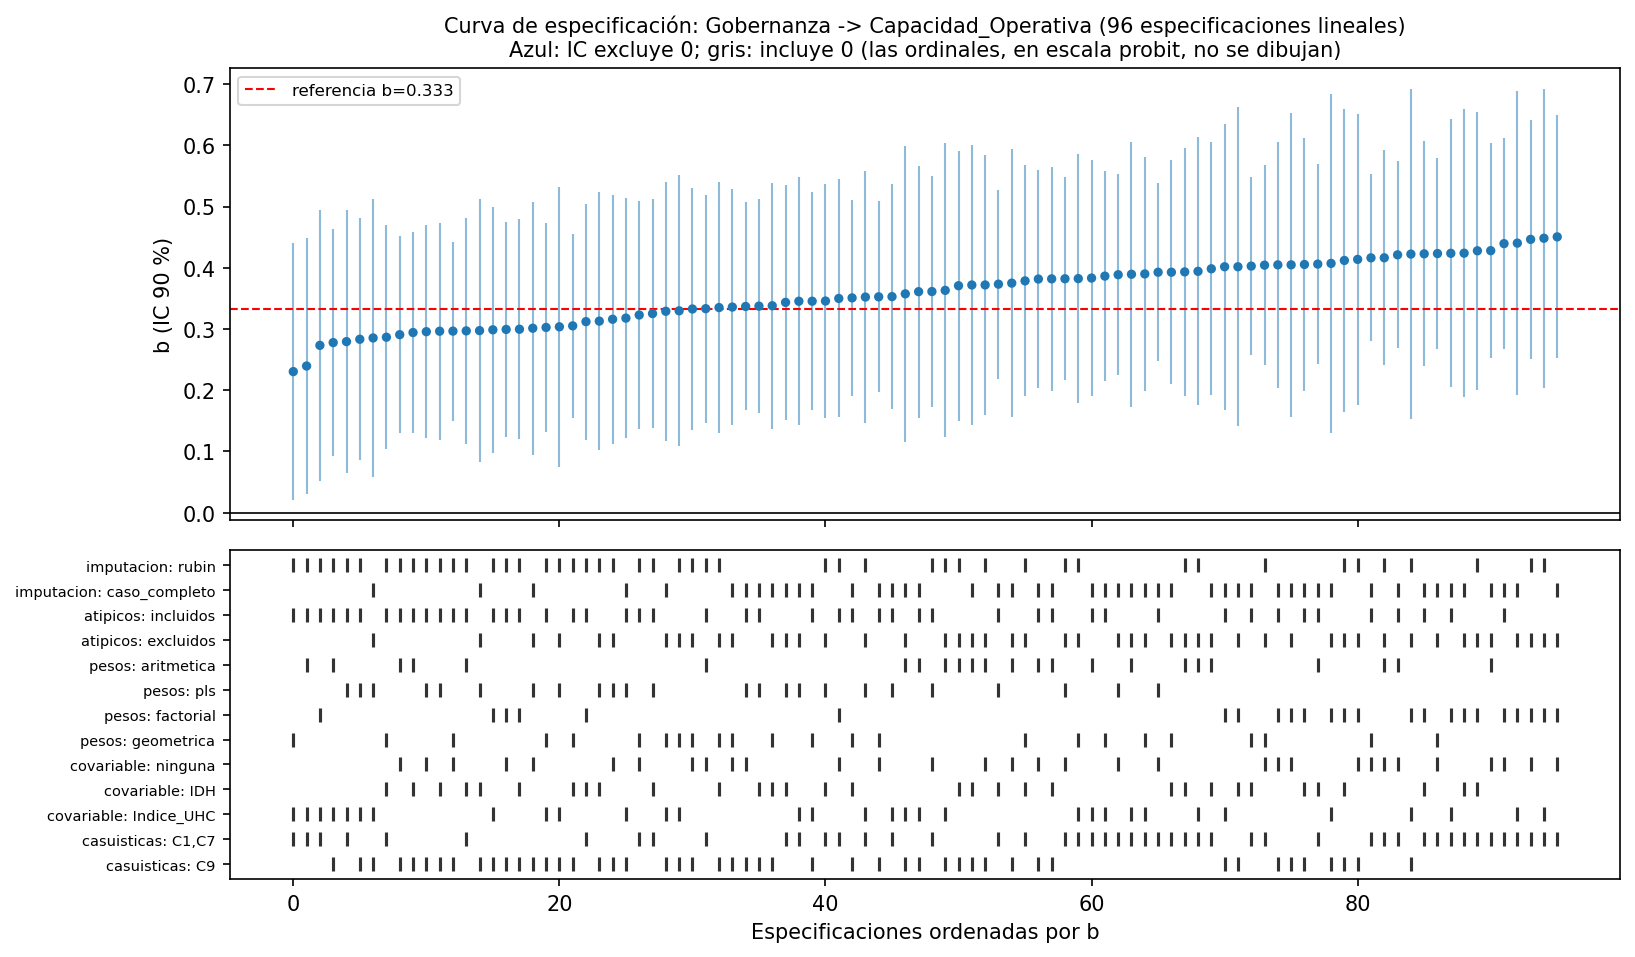 Curva de especificación: Gobernanza -> Capacidad_Operativa (96 especificaciones lineales)
Azul: IC excluye 0; gris: incluye 0 (las ordinales, en escala probit, no se dibujan)
referencia b=0.333
b (IC 90 %)
0.7
0.6
0.5
0.4
0.3
0.2
0.1
0.0
imputacion: rubin
imputacion: caso_completo
atipicos: incluidos
atipicos: excluidos
pesos: aritmetica
pesos: pls
pesos: factorial
pesos: geometrica
covariable: ninguna
covariable: IDH
covariable: Indice_UHC
casuisticas: C1,C7
casuisticas: C9
0 20 40 60 80
Especificaciones ordenadas por b